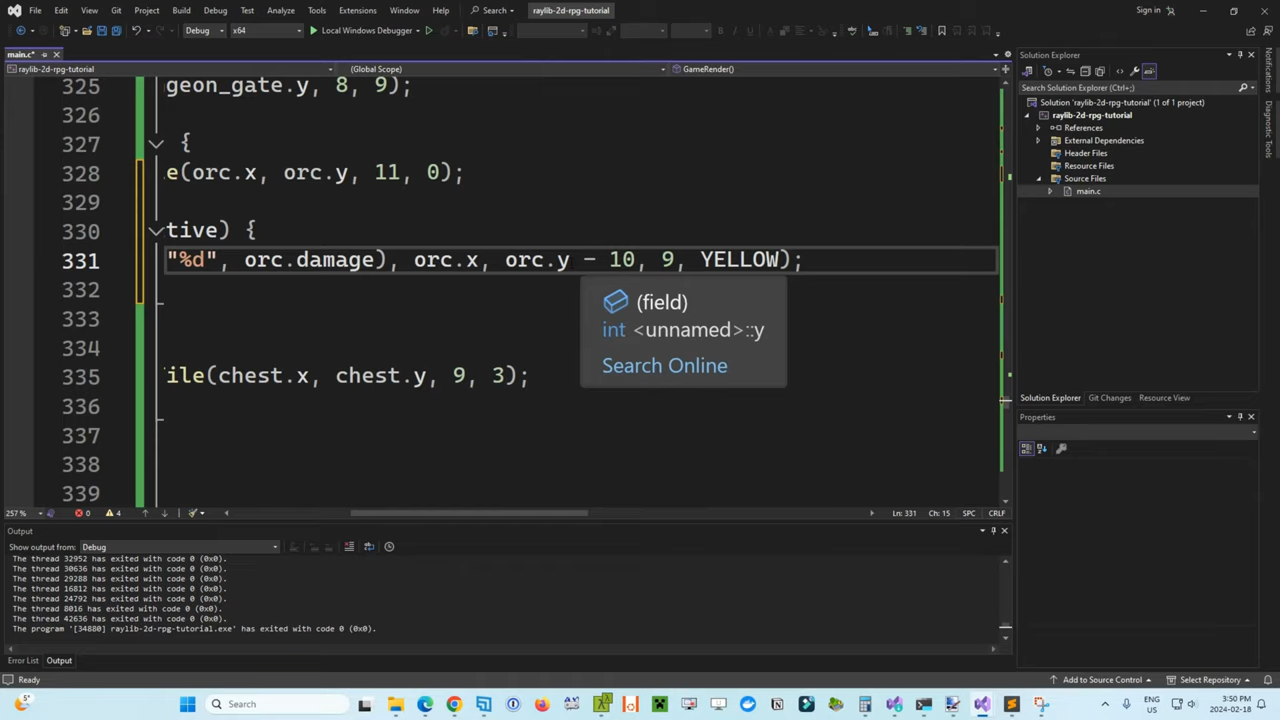 File Edit View Git Project Build Debug Test Analyze Tools Extensions Window Help Search raylib-2d-rpg-tutorial Sign in
Debug x64 Local Windows Debugger
main.c*
raylib-2d-rpg-tutorial (Global Scope) GameRender()
325 geon_gate.y, 8, 9);
326
327 {
328 e(orc.x, orc.y, 11, 0);
329
330 tive) {
331 "%d", orc.damage), orc.x, orc.y - 10, 9, YELLOW);
332
(field)
333
int <unnamed>::y
334
Search Online
335 ile(chest.x, chest.y, 9, 3);
336
337
338
339
257 % 0 4 Ln: 331 Ch: 15 SPC CRLF
Output
Show output from: Debug
The thread 32952 has exited with code 0 (0x0).
The thread 30636 has exited with code 0 (0x0).
The thread 29288 has exited with code 0 (0x0).
The thread 16812 has exited with code 0 (0x0).
The thread 24792 has exited with code 0 (0x0).
The thread 8016 has exited with code 0 (0x0).
The thread 42636 has exited with code 0 (0x0).
The program '[34880] raylib-2d-rpg-tutorial.exe' has exited with code 0 (0x0).
Error List Output
Ready
Solution Explorer
Search Solution Explorer (Ctrl+;)
Solution 'raylib-2d-rpg-tutorial' (1 of 1 project)
raylib-2d-rpg-tutorial
References
External Dependencies
Header Files
Resource Files
Source Files
main.c
Solution Explorer Git Changes Resource View
Properties
Notifications
Diagnostic Tools
Add to Source Control Select Repository
5° Search ENG US 3:50 PM 2024-02-18